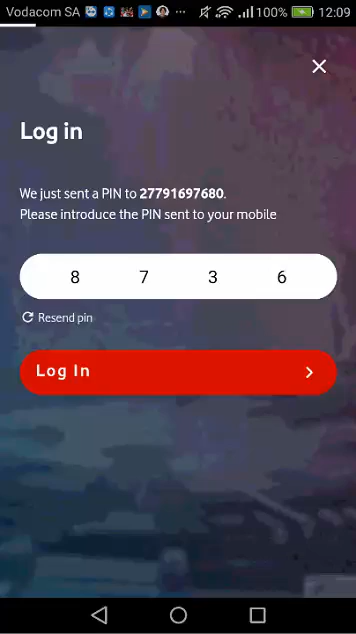 Vodacom SA ... 100% 12:09
Log in
We just sent a PIN to 27791697680.
Please introduce the PIN sent to your mobile
8 7 3 6
Resend pin
Log In